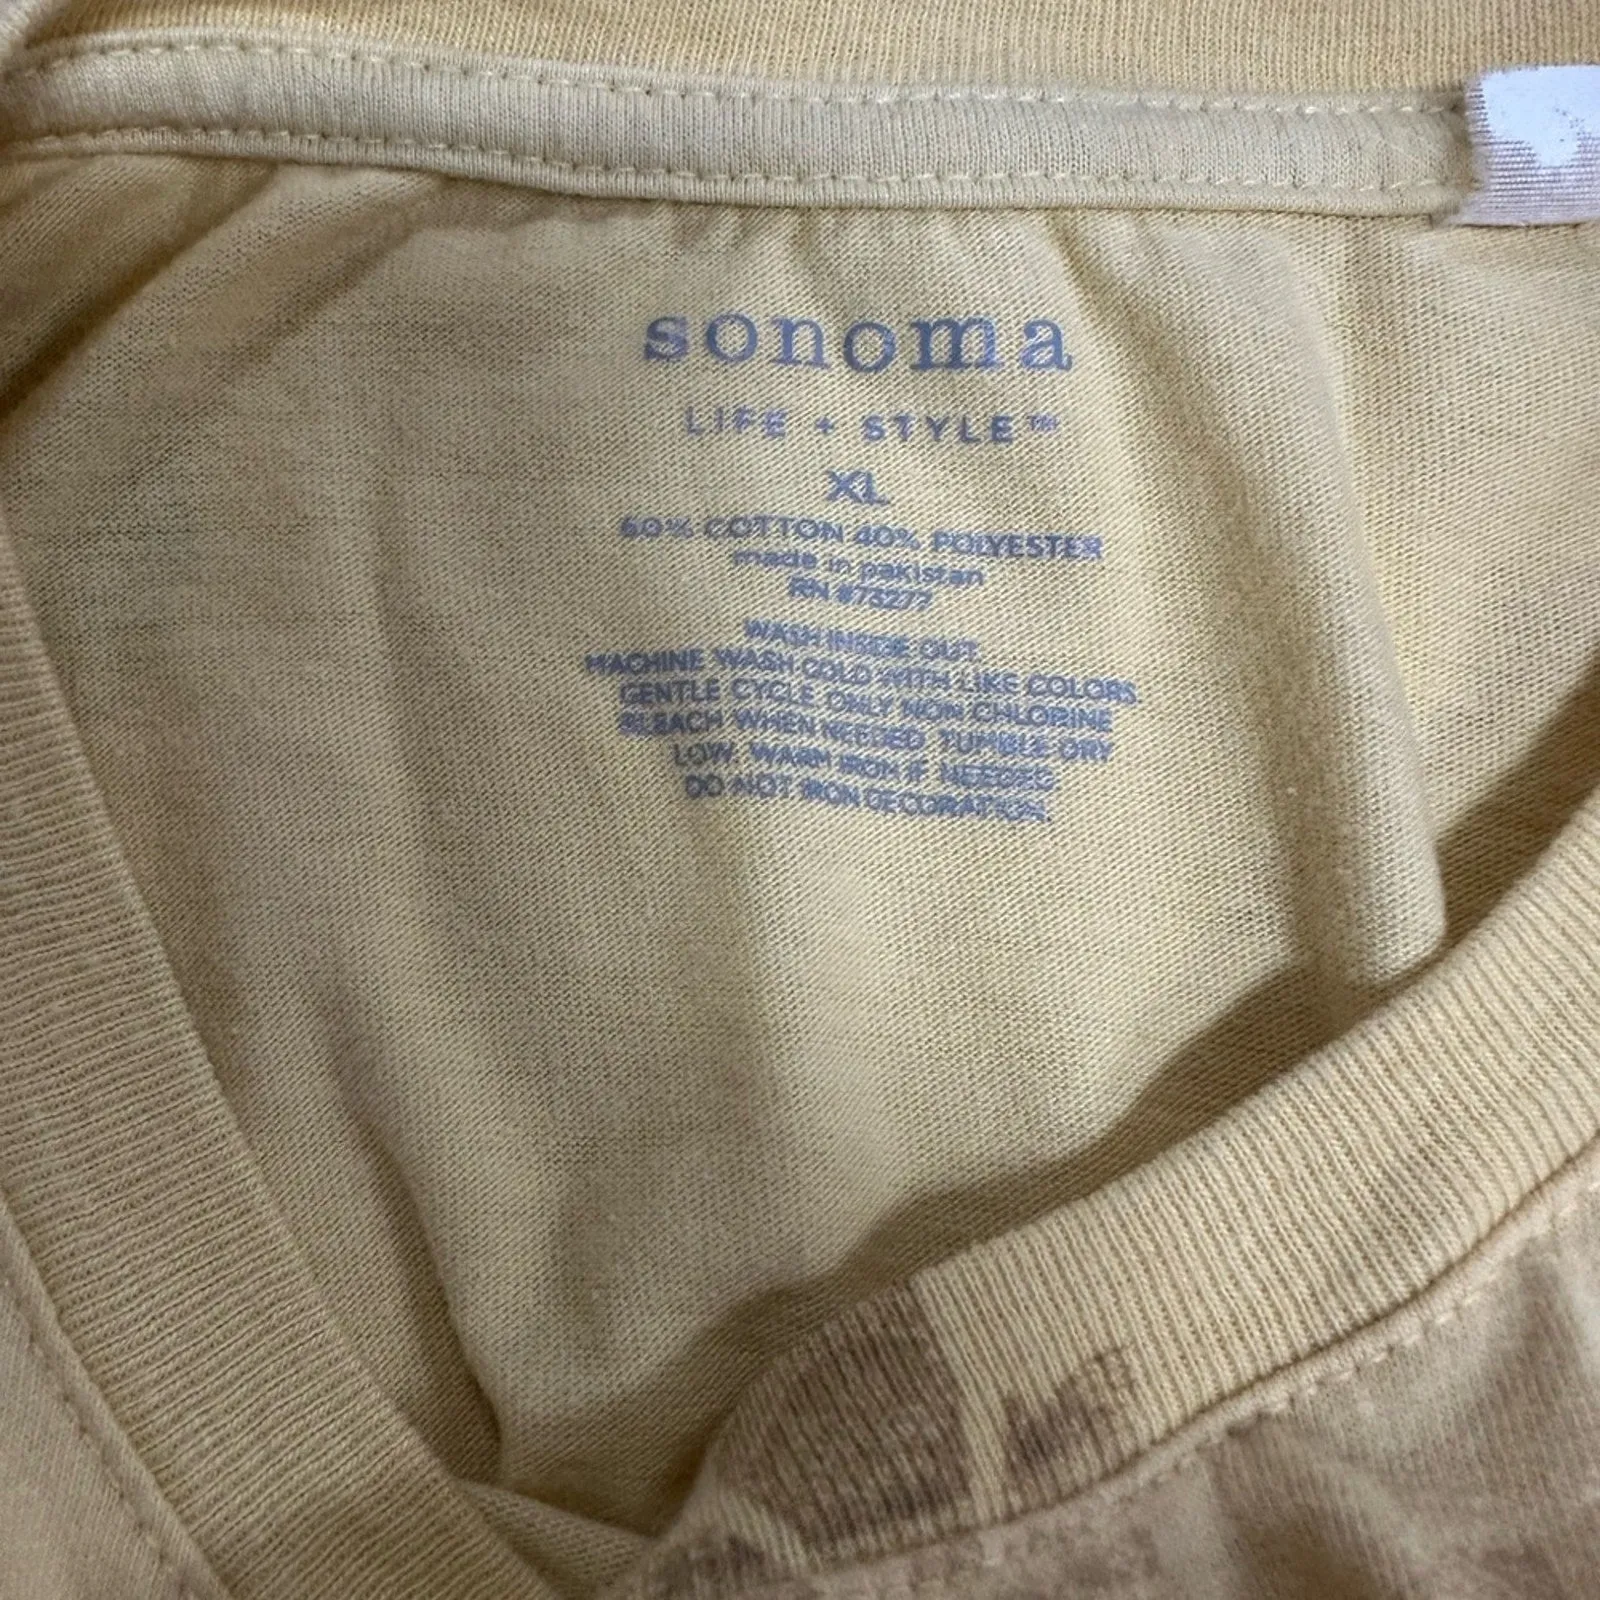 sonoma
LIFE + STYLE™
XL
60% COTTON 40% POLYESTER
made in pakistan
RN #73277
WASH INSIDE OUT.
MACHINE WASH COLD WITH LIKE COLORS.
GENTLE CYCLE ONLY NON CHLORINE
BLEACH WHEN NEEDED. TUMBLE DRY
LOW. WARM IRON IF NEEDED
DO NOT IRON DECORATION.